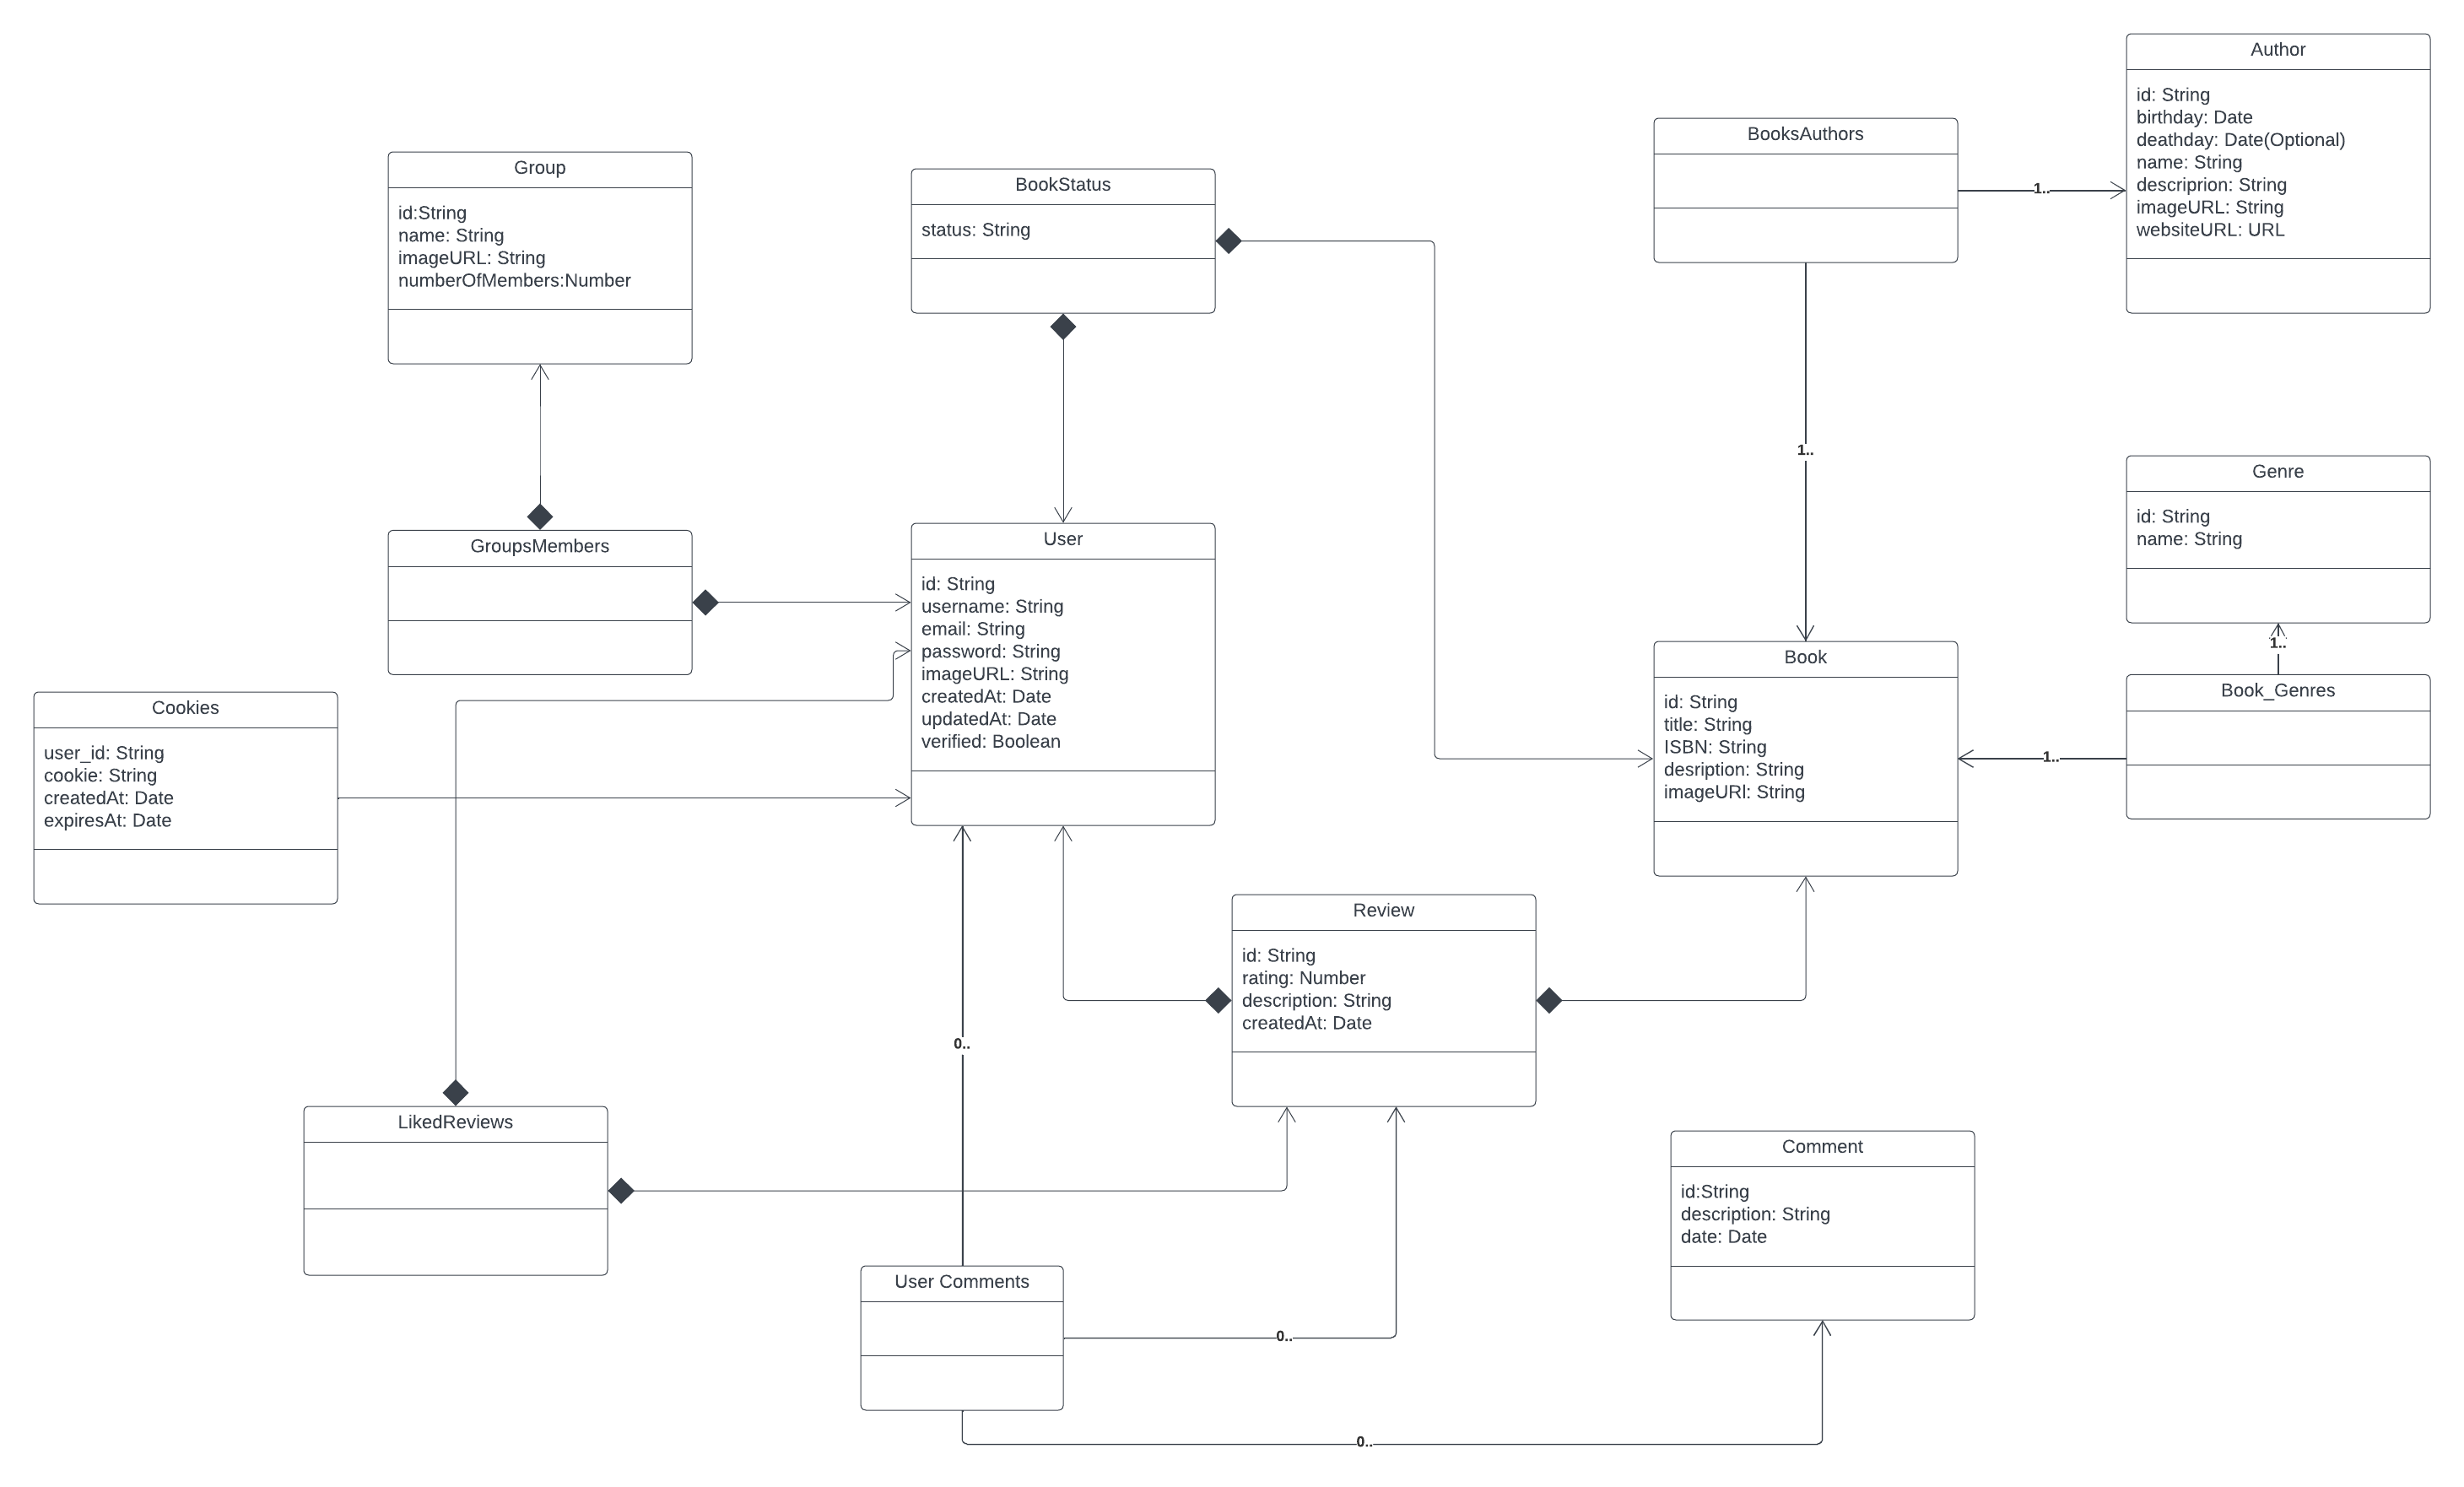 Author
id: String
birthday: Date
deathday: Date(Optional)
name: String
descriprion: String
imageURL: String
websiteURL: URL
BooksAuthors
1..
1..
Group
id:String
name: String
imageURL: String
numberOfMembers:Number
BookStatus
status: String
Genre
id: String
name: String
1..
GroupsMembers
User
id: String
username: String
email: String
password: String
imageURL: String
createdAt: Date
updatedAt: Date
verified: Boolean
Book
id: String
title: String
ISBN: String
desription: String
imageURl: String
1..
Book_Genres
Cookies
user_id: String
cookie: String
createdAt: Date
expiresAt: Date
Review
id: String
rating: Number
description: String
createdAt: Date
0..
LikedReviews
Comment
id:String
description: String
date: Date
User Comments
0..
0..